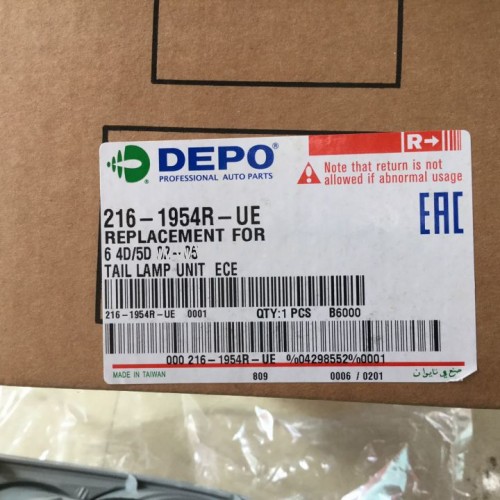 DEPO®
PROFESSIONAL AUTO PARTS
R→
! Note that return is not
allowed if abnormal usage
216-1954R-UE
REPLACEMENT FOR
6 4D/5D
TAIL LAMP UNIT ECE
EAC
216-1954R-UE 0001 QTY:1 PCS B6000
000 216-1954R-UE %04298552%0001
MADE IN TAIWAN 809 0006 / 0201 صنع في تايوان